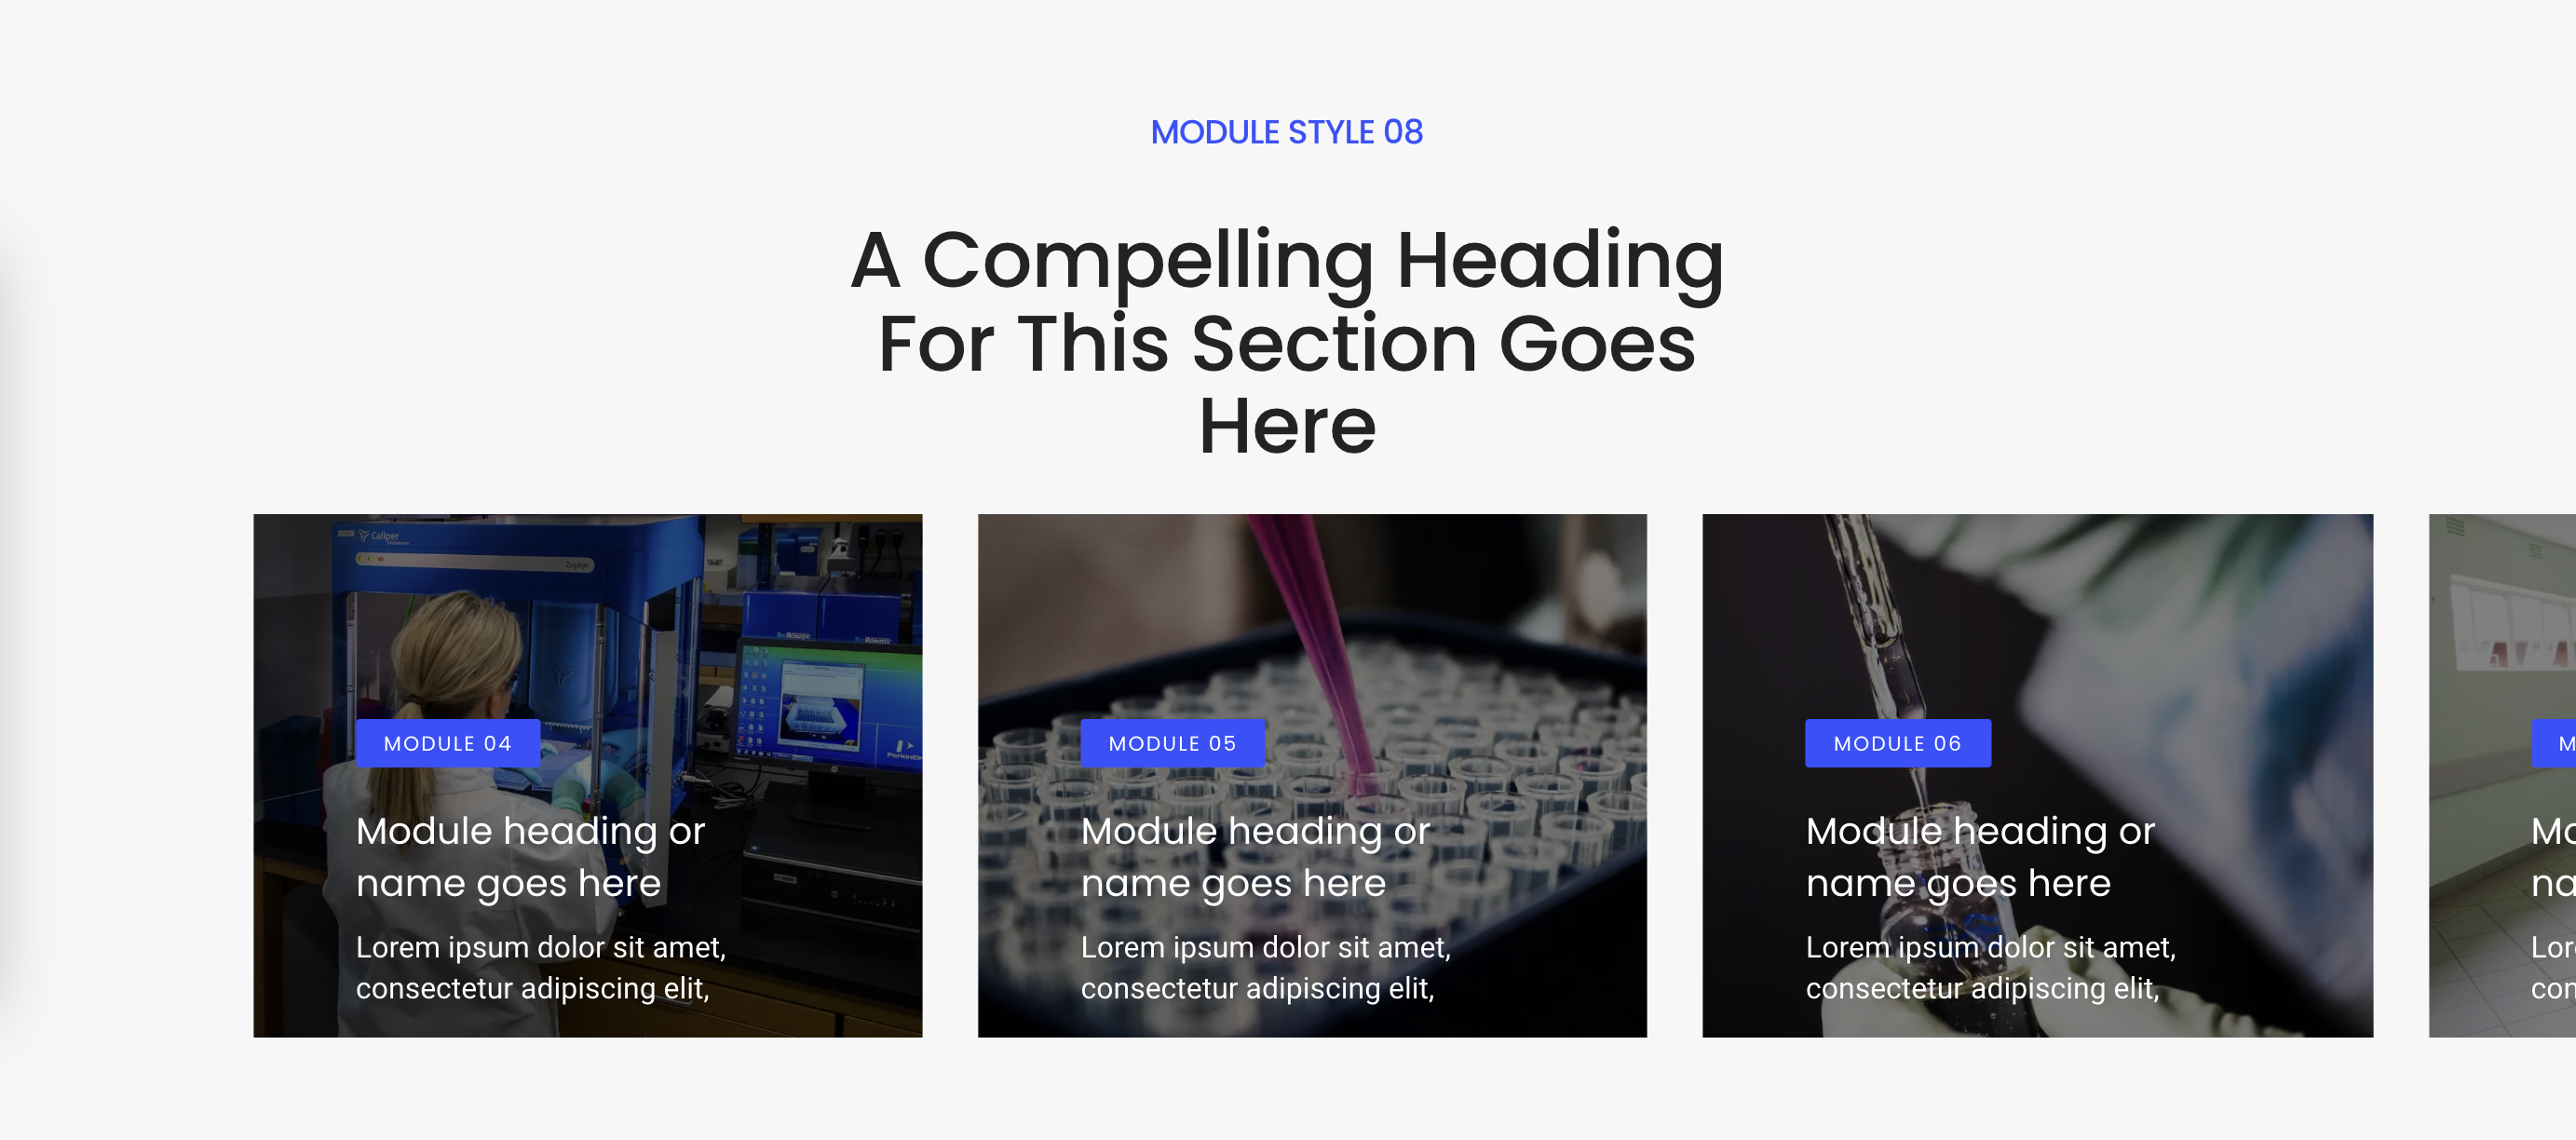 MODULE STYLE 08
A Compelling Heading
For This Section Goes
Here
Caliper
Zephyr
MODULE 04
Module heading or
name goes here
Lorem ipsum dolor sit amet,
consectetur adipiscing elit,
MODULE 05
Module heading or
name goes here
Lorem ipsum dolor sit amet,
consectetur adipiscing elit,
MODULE 06
Module heading or
name goes here
Lorem ipsum dolor sit amet,
consectetur adipiscing elit,
M
Mo
na
Lor
con